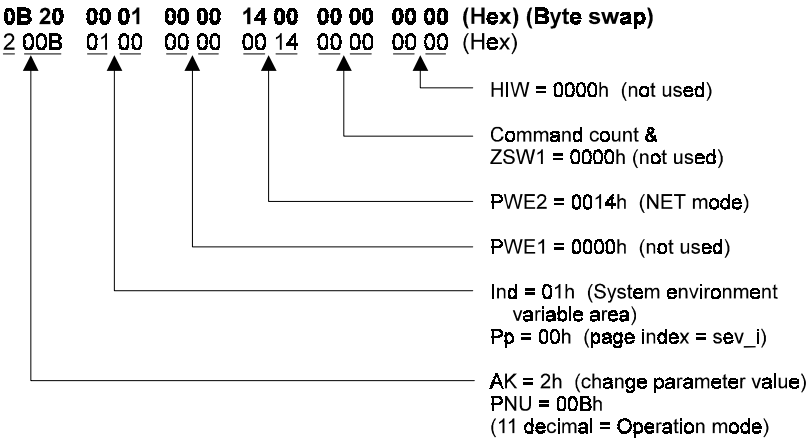 0B 20 00 01 00 00 14 00 00 00 00 00 (Hex) (Byte swap)
2 00B 01 00 00 00 00 14 00 00 00 00 (Hex)
HIW = 0000h (not used)
Command count &
ZSW1 = 0000h (not used)
PWE2 = 0014h (NET mode)
PWE1 = 0000h (not used)
Ind = 01h (System environment
variable area)
Pp = 00h (page index = sev_i)
AK = 2h (change parameter value)
PNU = 00Bh
(11 decimal = Operation mode)